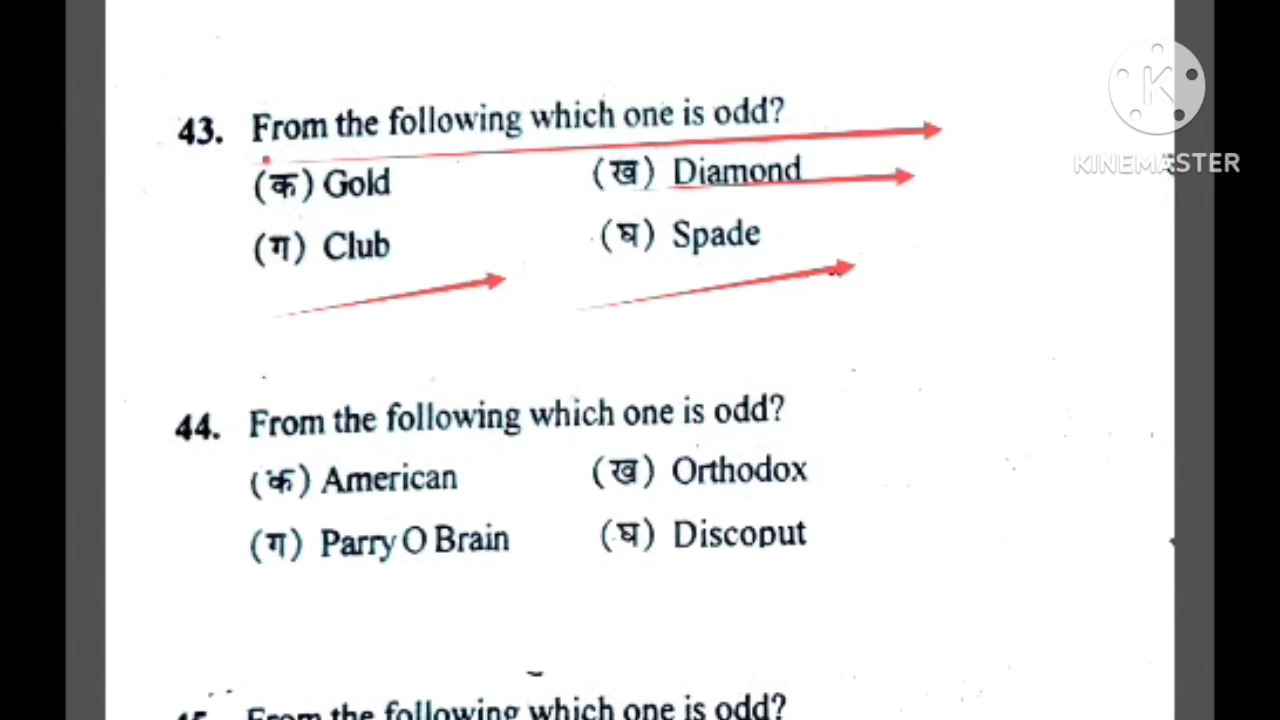 43. From the following which one is odd?
(क) Gold (ख) Diamond
(ग) Club (घ) Spade
44. From the following which one is odd?
(क) American (ख) Orthodox
(ग) Parry O Brain (घ) Discoput
45. From the following which one is odd?
KINEMASTER